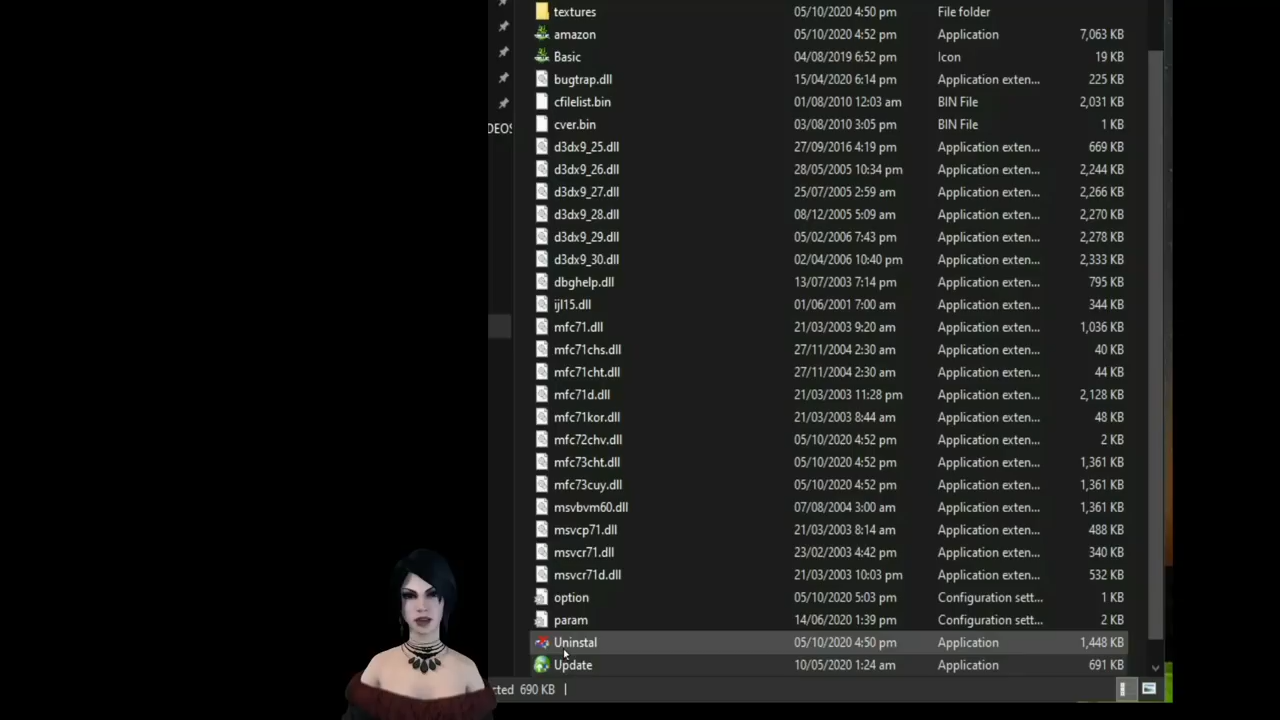 textures 05/10/2020 4:50 pm File folder
amazon 05/10/2020 4:52 pm Application 7,063 KB
Basic 04/08/2019 6:52 pm Icon 19 KB
bugtrap.dll 15/04/2020 6:14 pm Application exten... 225 KB
cfilelist.bin 01/08/2010 12:03 am BIN File 2,031 KB
DEOS
cver.bin 03/08/2010 3:05 pm BIN File 1 KB
d3dx9_25.dll 27/09/2016 4:19 pm Application exten... 669 KB
d3dx9_26.dll 28/05/2005 10:34 pm Application exten... 2,244 KB
d3dx9_27.dll 25/07/2005 2:59 am Application exten... 2,266 KB
d3dx9_28.dll 08/12/2005 5:09 am Application exten... 2,270 KB
d3dx9_29.dll 05/02/2006 7:43 pm Application exten... 2,278 KB
d3dx9_30.dll 02/04/2006 10:40 pm Application exten... 2,333 KB
dbghelp.dll 13/07/2003 7:14 pm Application exten... 795 KB
ijl15.dll 01/06/2001 7:00 am Application exten... 344 KB
mfc71.dll 21/03/2003 9:20 am Application exten... 1,036 KB
mfc71chs.dll 27/11/2004 2:30 am Application exten... 40 KB
mfc71cht.dll 27/11/2004 2:30 am Application exten... 44 KB
mfc71d.dll 21/03/2003 11:28 pm Application exten... 2,128 KB
mfc71kor.dll 21/03/2003 8:44 am Application exten... 48 KB
mfc72chv.dll 05/10/2020 4:52 pm Application exten... 2 KB
mfc73cht.dll 05/10/2020 4:52 pm Application exten... 1,361 KB
mfc73cuy.dll 05/10/2020 4:52 pm Application exten... 1,361 KB
msvbvm60.dll 07/08/2004 3:00 am Application exten... 1,361 KB
msvcp71.dll 21/03/2003 8:14 am Application exten... 488 KB
msvcr71.dll 23/02/2003 4:42 pm Application exten... 340 KB
msvcr71d.dll 21/03/2003 10:03 pm Application exten... 532 KB
option 05/10/2020 5:03 pm Configuration sett... 1 KB
param 14/06/2020 1:39 pm Configuration sett... 2 KB
Uninstal 05/10/2020 4:50 pm Application 1,448 KB
Update 10/05/2020 1:24 am Application 691 KB
cted 690 KB